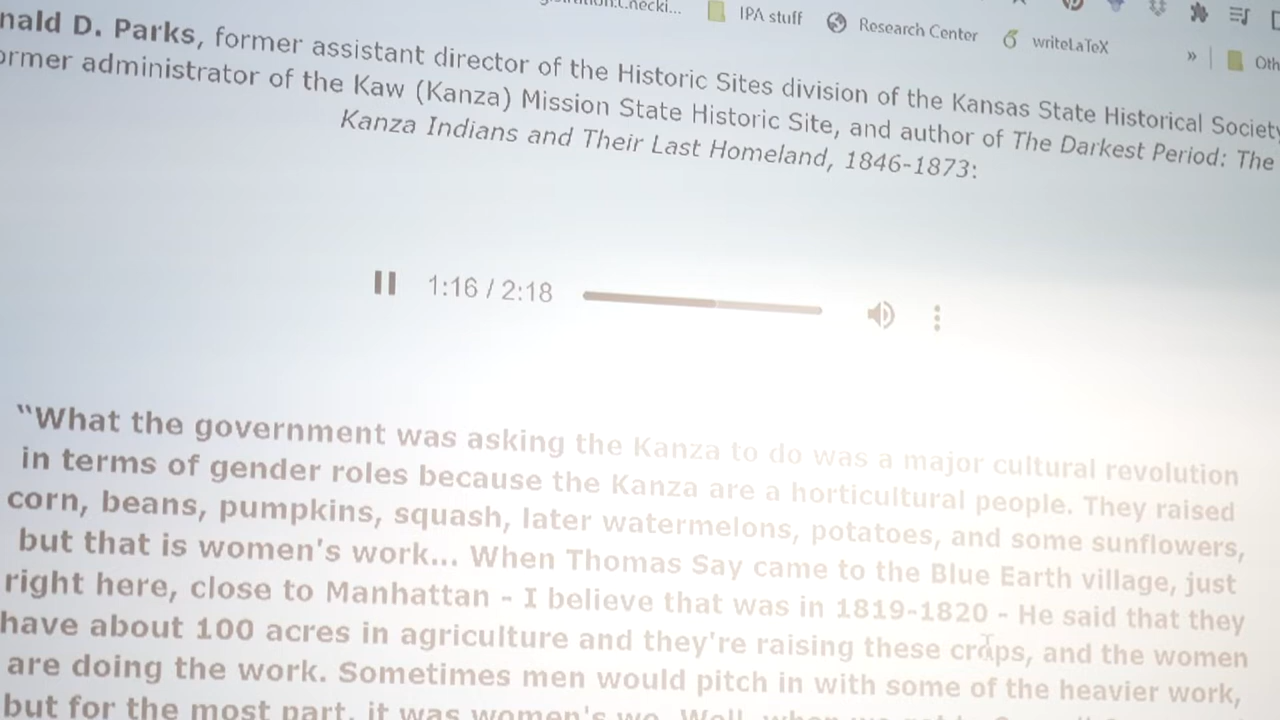 IPA stuff
Research Center
writeLaTeX
»
nald D. Parks, former assistant director of the Historic Sites division of the Kansas State Historical Society
ormer administrator of the Kaw (Kanza) Mission State Historic Site, and author of The Darkest Period: The
Kanza Indians and Their Last Homeland, 1846-1873:
1:16 / 2:18
“What the government was asking the Kanza to do was a major cultural revolution
in terms of gender roles because the Kanza are a horticultural people. They raised
corn, beans, pumpkins, squash, later watermelons, potatoes, and some sunflowers,
but that is women's work... When Thomas Say came to the Blue Earth village, just
right here, close to Manhattan - I believe that was in 1819-1820 - He said that they
have about 100 acres in agriculture and they're raising these crops, and the women
are doing the work. Sometimes men would pitch in with some of the heavier work,
but for the most part, it was women's